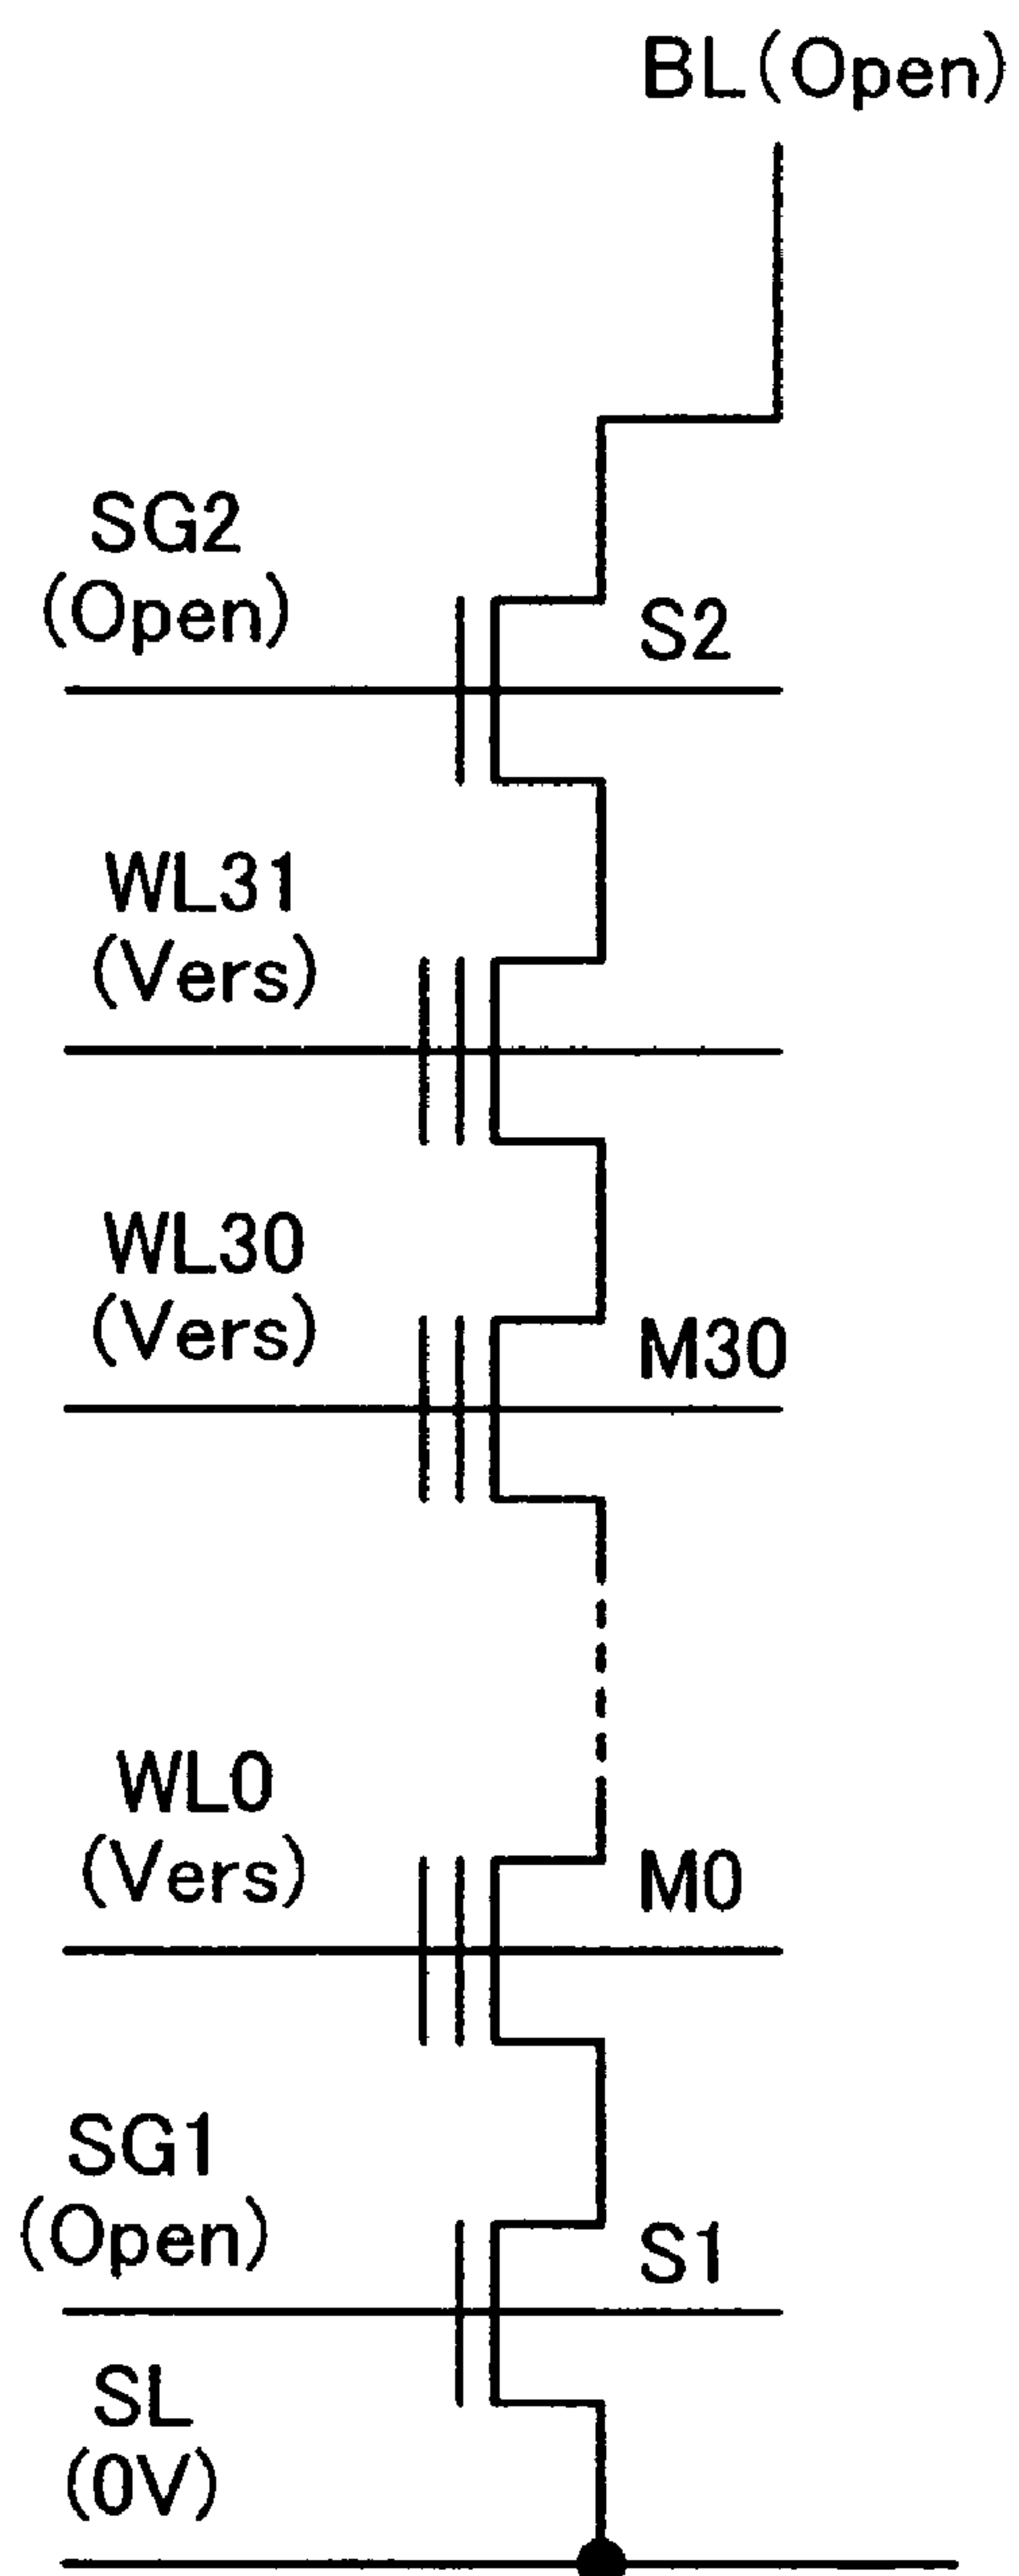 BL(Open)
SG2
(Open)
S2
WL31
(Vers)
WL30
(Vers)
M30
WL0
(Vers)
M0
SG1
(Open)
S1
SL
(0V)